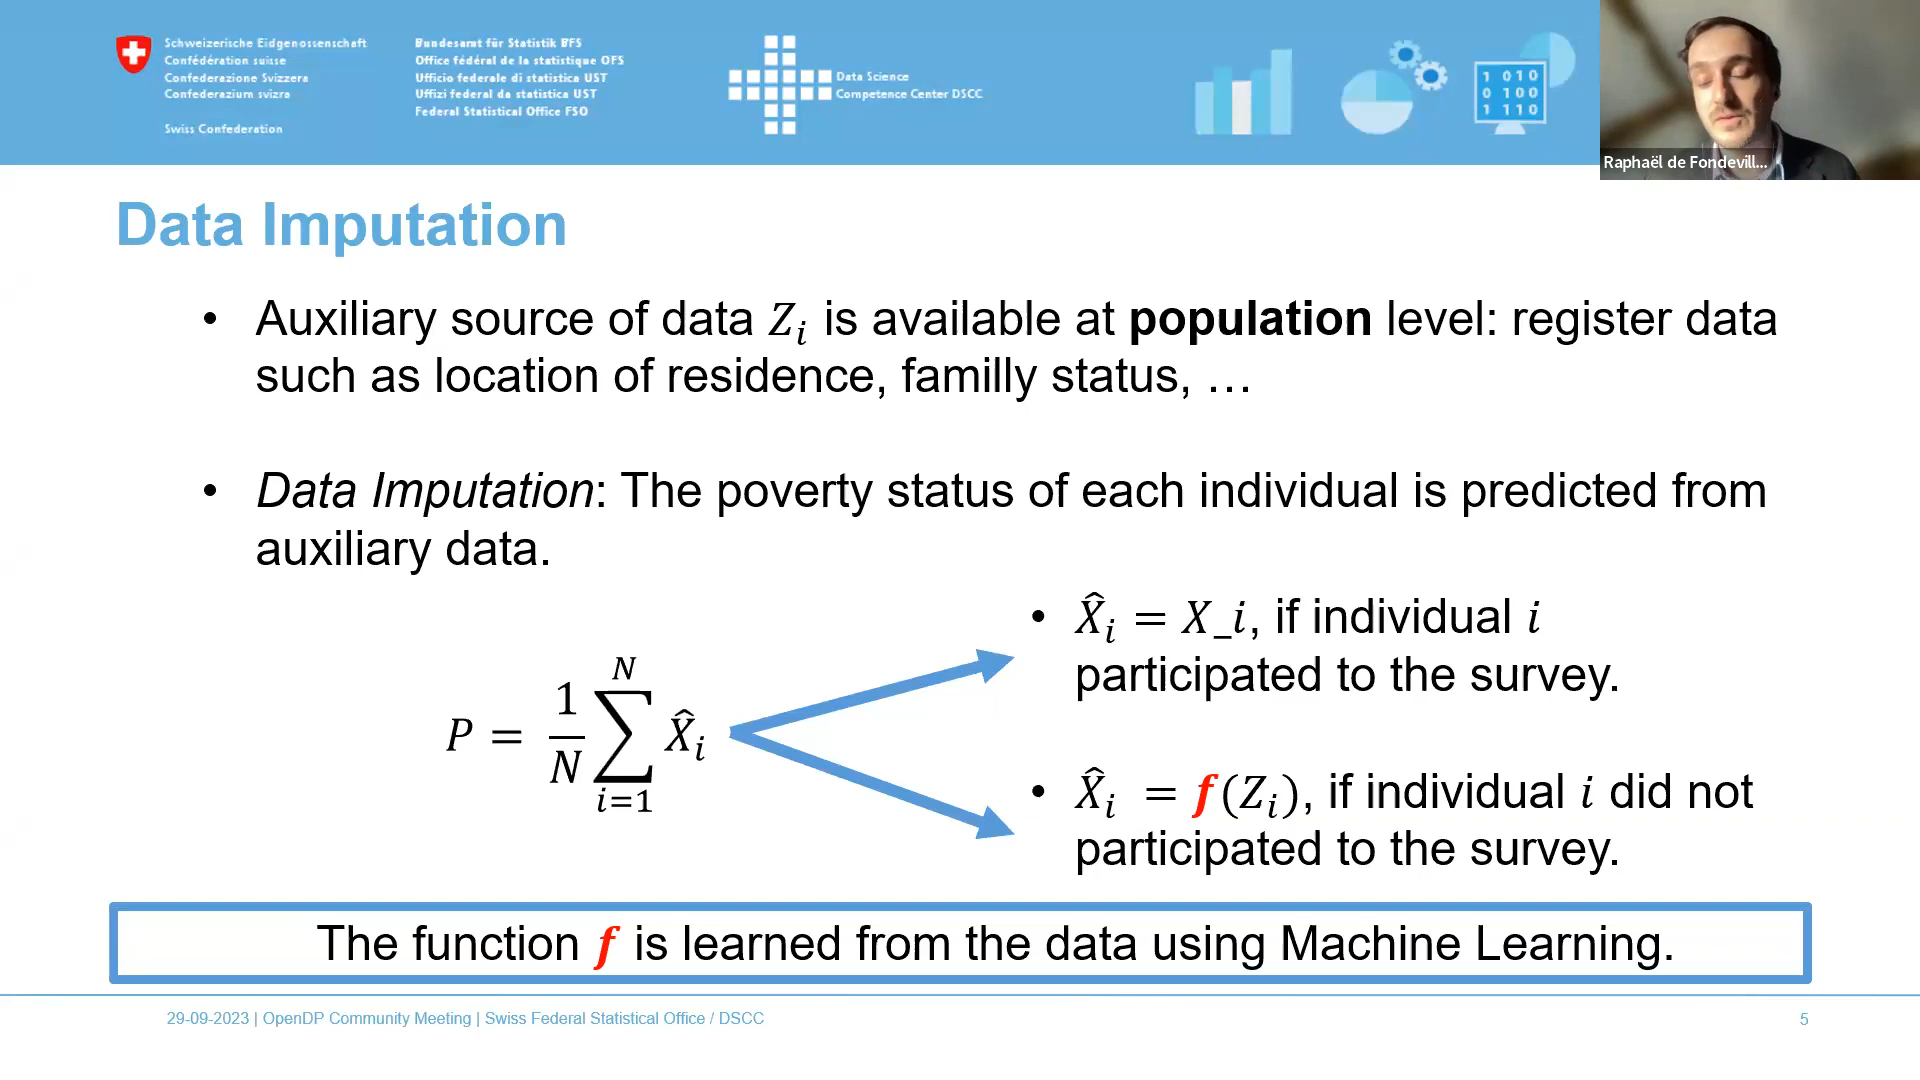 Schweizerische Eidgenossenschaft
Confédération suisse
Confederazione Svizzera
Confederaziun svizra
Swiss Confederation
Bundesamt für Statistik BFS
Office fédéral de la statistique OFS
Ufficio federale di statistica UST
Uffizi federal da statistica UST
Federal Statistical Office FSO
Data Science
Competence Center DSCC
1 010
0 100
1 110
Raphaël de Fondevill...
Data Imputation
• Auxiliary source of data Z_i is available at population level: register data
such as location of residence, familly status, …
• Data Imputation: The poverty status of each individual is predicted from
auxiliary data.
P = 1/N ∑_{i=1}^{N} X̂_i
• X̂_i = X_i, if individual i
participated to the survey.
• X̂_i = f(Z_i), if individual i did not
participated to the survey.
The function f is learned from the data using Machine Learning.
29-09-2023 | OpenDP Community Meeting | Swiss Federal Statistical Office / DSCC
5